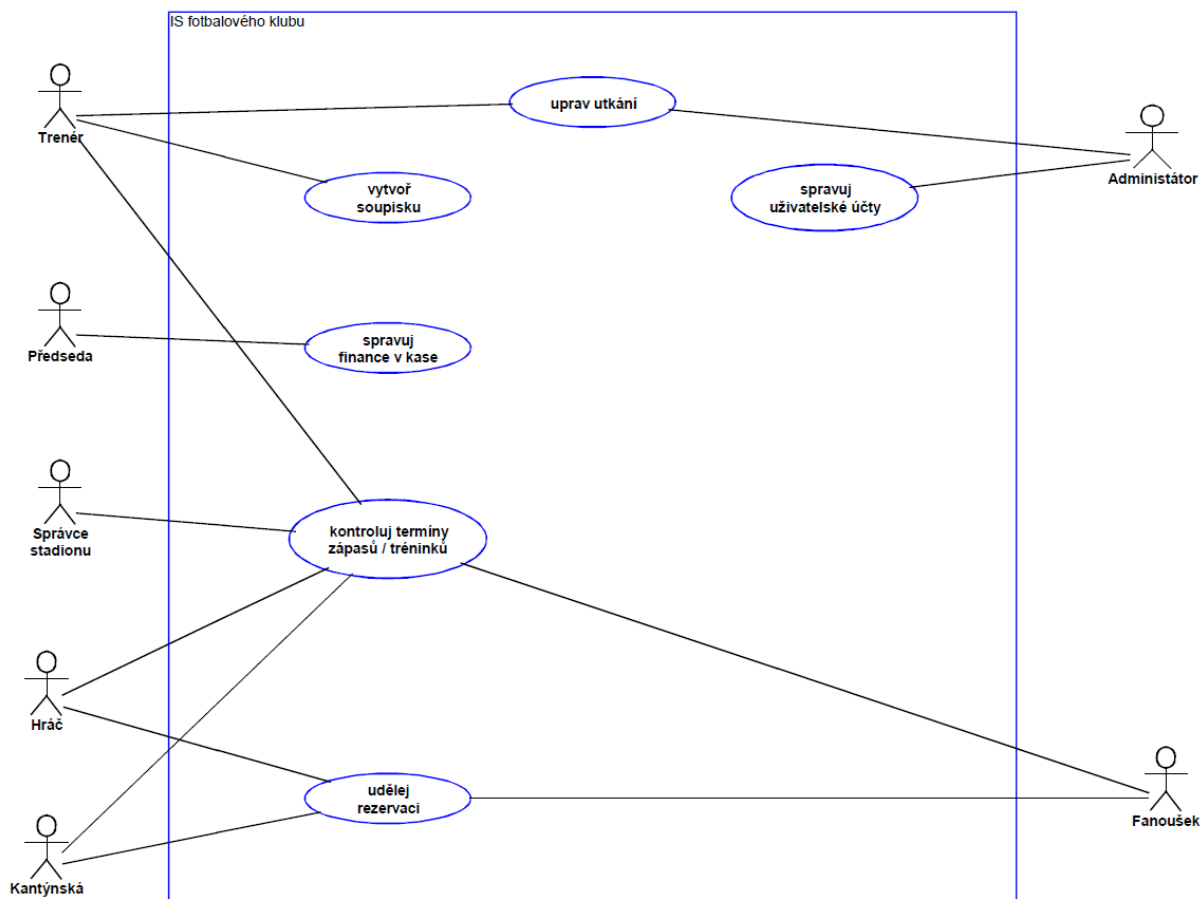 IS fotbalového klubu
uprav utkání
Trenér
Administátor
vytvoř
soupisku
spravuj
uživatelské účty
Předseda
spravuj
finance v kase
Správce
stadionu
kontroluj termíny
zápasů / tréninků
Hráč
udělej
rezervaci
Fanoušek
Kantýnská